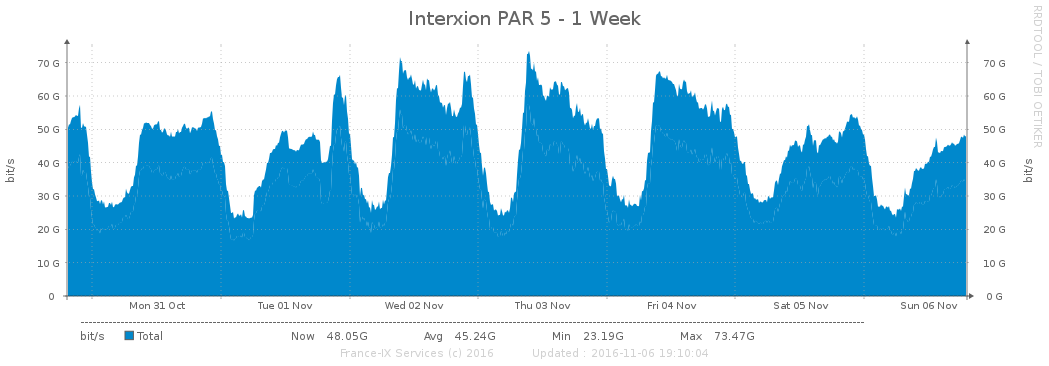 Interxion PAR 5 - 1 Week
RRDTOOL / TOBI OETIKER
bit/s
70 G
60 G
50 G
40 G
30 G
20 G
10 G
0
70 G
60 G
50 G
40 G
30 G
20 G
10 G
0 G
bit/s
Mon 31 Oct Tue 01 Nov Wed 02 Nov Thu 03 Nov Fri 04 Nov Sat 05 Nov Sun 06 Nov
bit/s Total Now 48.05G Avg 45.24G Min 23.19G Max 73.47G
France-IX Services (c) 2016 Updated : 2016-11-06 19:10:04